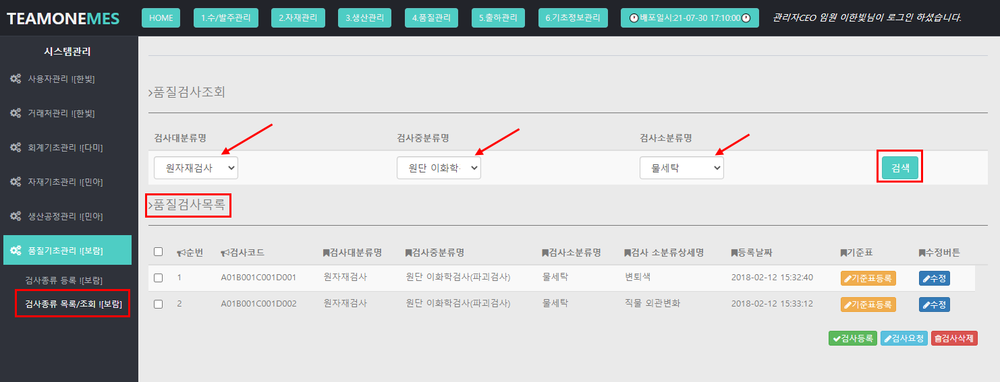 TEAMONEMES
HOME 1.수/발주관리 2.자재관리 3.생산관리 4.품질관리 5.출하관리 6.기초정보관리 배포일시:21-07-30 17:10:00 관리자CEO 임원 이한빛님이 로그인 하셨습니다.
시스템관리
사용자관리 ![한빛]
거래처관리 ![한빛]
회계기초관리 ![다미]
자재기초관리 ![민아]
생산공정관리 ![민아]
품질기초관리 ![보람]
검사종류 등록 ![보람]
검사종류 목록/조회 ![보람]
>품질검사조회
검사대분류명 검사중분류명 검사소분류명
원자재검사 원단 이화학 물세탁 검색
>품질검사목록
순번 검사코드 검사대분류명 검사중분류명 검사소분류명 검사 소분류상세명 등록날짜 기준표 수정버튼
1 A01B001C001D001 원자재검사 원단 이화학검사(파괴검사) 물세탁 변퇴색 2018-02-12 15:32:40 기준표등록 수정
2 A01B001C001D002 원자재검사 원단 이화학검사(파괴검사) 물세탁 직물 외관변화 2018-02-12 15:33:12 기준표등록 수정
검사등록 검사요청 검사삭제